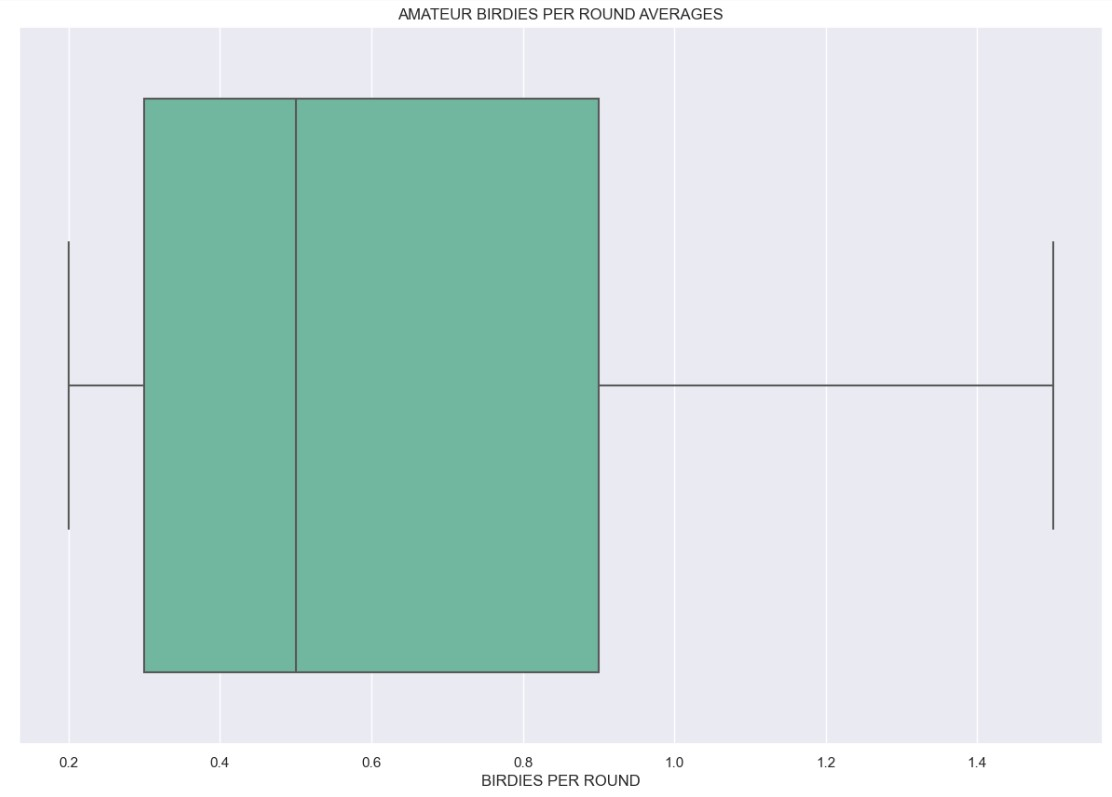 AMATEUR BIRDIES PER ROUND AVERAGES
0.2 0.4 0.6 0.8 1.0 1.2 1.4
BIRDIES PER ROUND